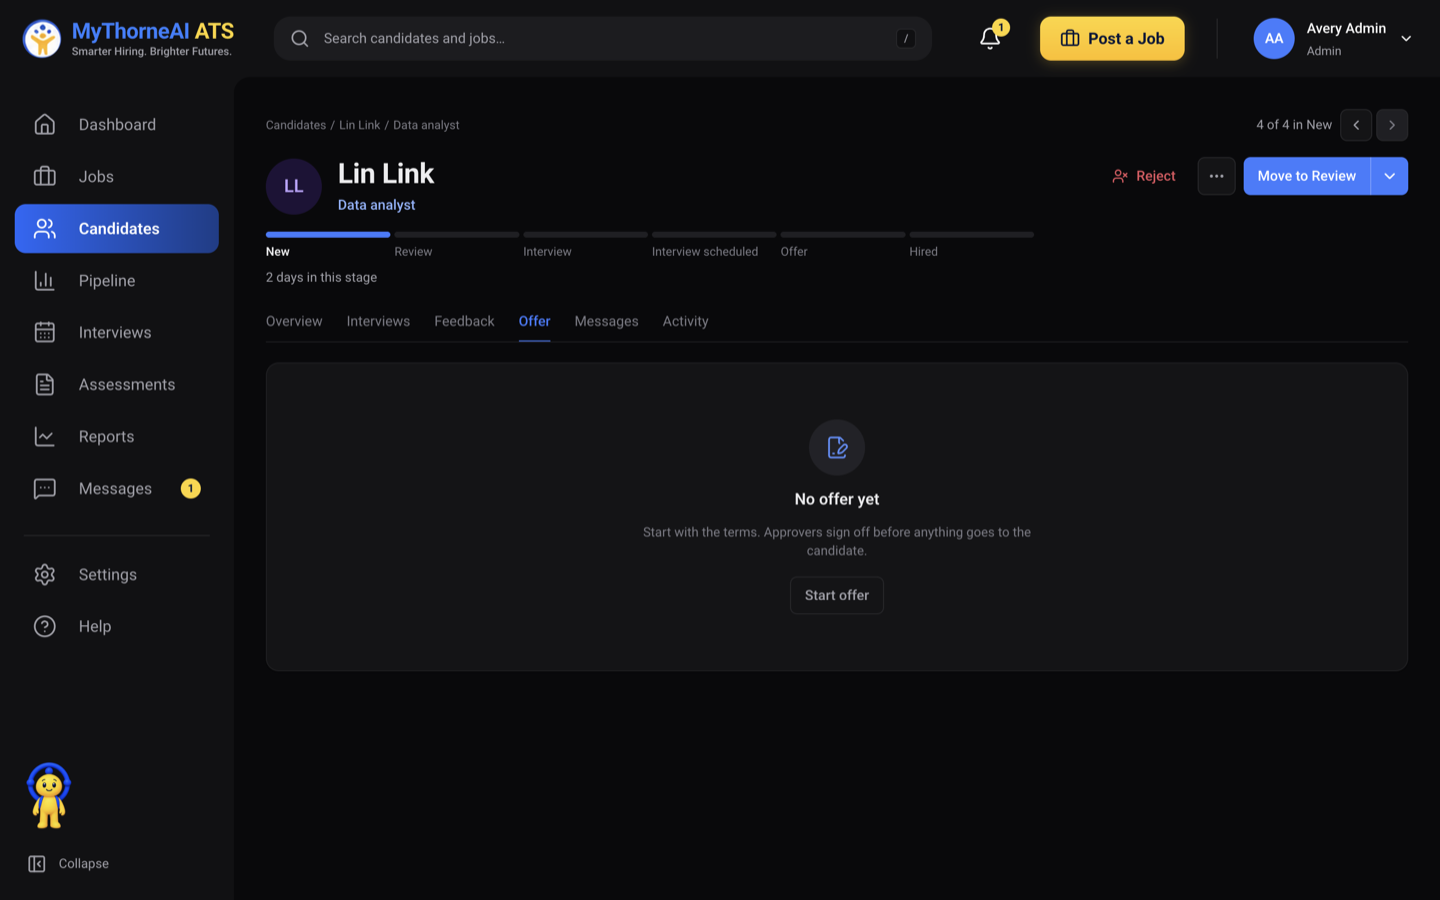 MyThorneAI ATS
Smarter Hiring. Brighter Futures.
Search candidates and jobs...
/
1
Post a Job
AA
Avery Admin
Admin
Dashboard
Jobs
Candidates
Pipeline
Interviews
Assessments
Reports
Messages
1
Settings
Help
Collapse
Candidates / Lin Link / Data analyst
4 of 4 in New
LL
Lin Link
Data analyst
Reject
Move to Review
New
Review
Interview
Interview scheduled
Offer
Hired
2 days in this stage
Overview
Interviews
Feedback
Offer
Messages
Activity
No offer yet
Start with the terms. Approvers sign off before anything goes to the
candidate.
Start offer